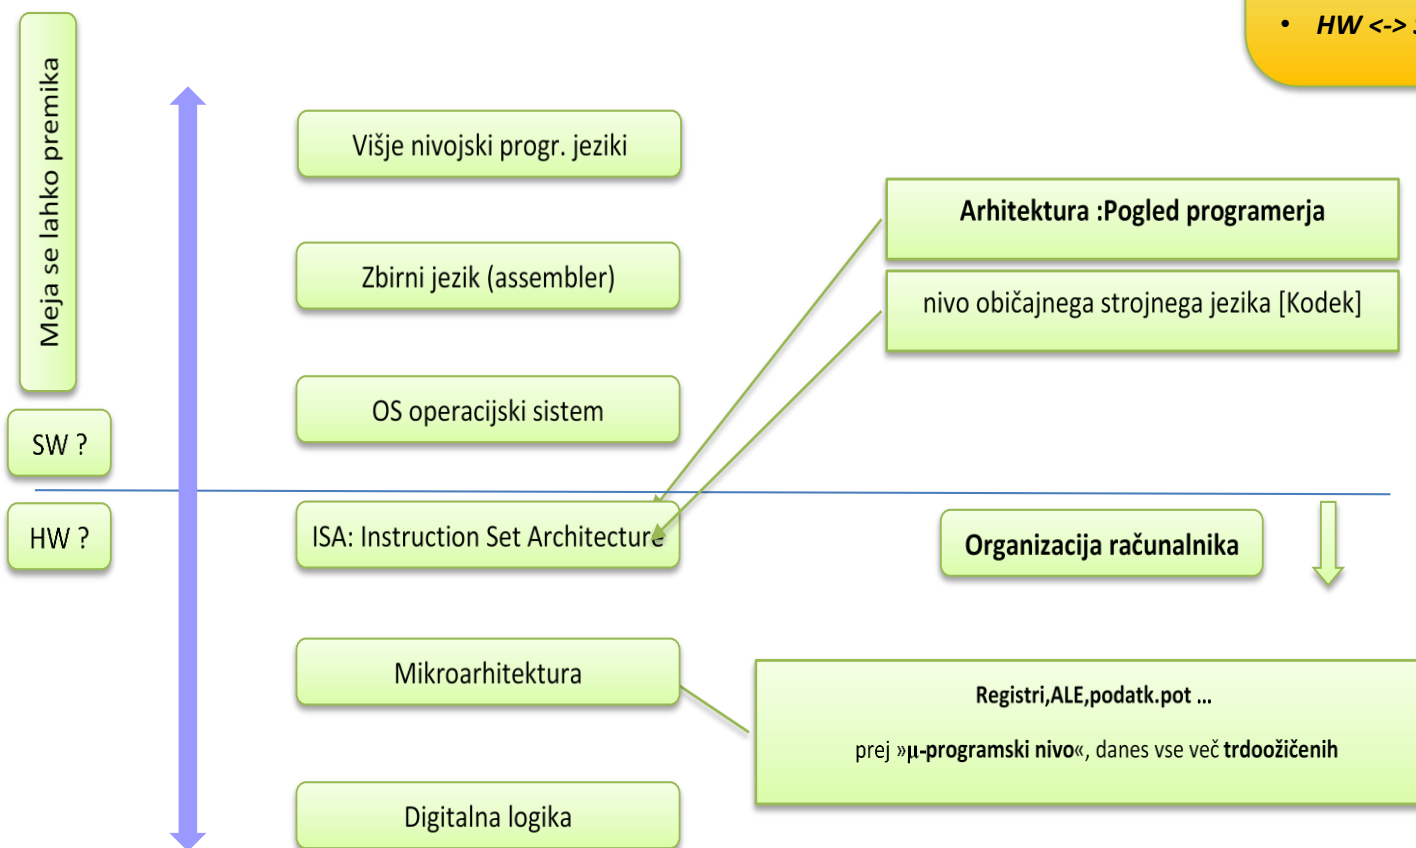 • HW <->
Meja se lahko premika
Višje nivojski progr. jeziki
Arhitektura :Pogled programerja
Zbirni jezik (assembler)
nivo običajnega strojnega jezika [Kodek]
OS operacijski sistem
SW ?
HW ?
ISA: Instruction Set Architecture
Organizacija računalnika
Mikroarhitektura
Registri,ALE,podatk.pot ...
prej »µ-programski nivo«, danes vse več trdoožičenih
Digitalna logika